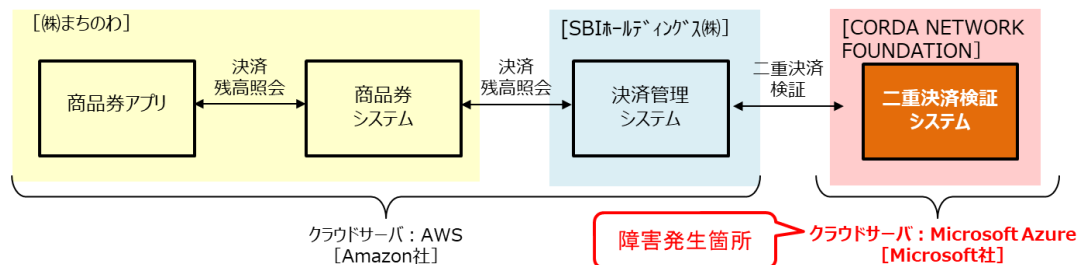 [㈱まちのわ]
[SBIﾎｰﾙﾃﾞｨﾝｸﾞｽ㈱]
[CORDA NETWORK
FOUNDATION]
商品券アプリ
決済
残高照会
商品券
システム
決済
残高照会
決済管理
システム
二重決済
検証
二重決済検証
システム
クラウドサーバ：AWS
[Amazon社]
障害発生箇所
クラウドサーバ：Microsoft Azure
[Microsoft社]